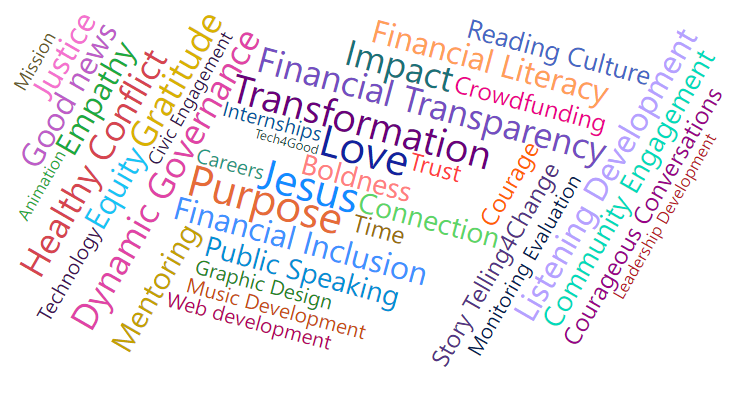 Mission
Justice
Good news
Empathy
Animation
Healthy Conflict
Gratitude
Civic Engagement
Equity
Technology
Dynamic Governance
Mentoring
Reading Culture
Financial Literacy
Impact
Crowdfunding
Financial Transparency
Transformation
Internships
Tech4Good
Love
Trust
Careers
Boldness
Jesus
Purpose
Connection
Time
Financial Inclusion
Public Speaking
Graphic Design
Music Development
Web development
Courage
Story Telling4Change
Monitoring Evaluation
Listening Development
Community Engagement
Courageous Conversations
Leadership Development